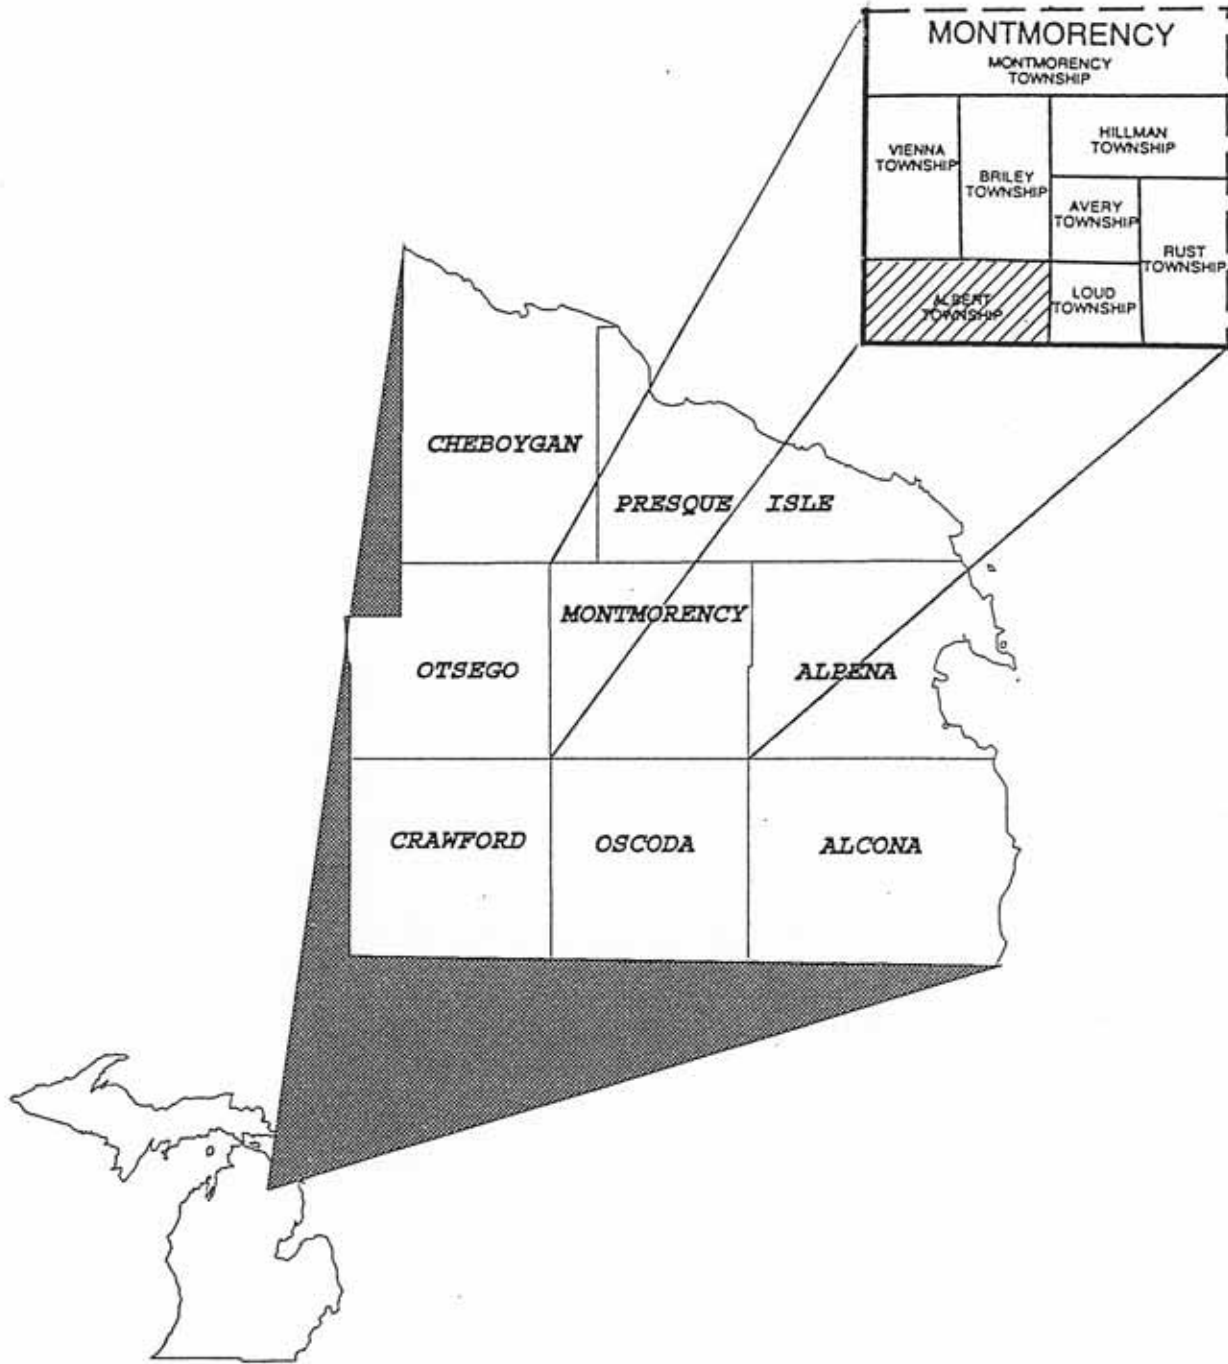 MONTMORENCY
MONTMORENCY
TOWNSHIP
VIENNA
TOWNSHIP
BRILEY
TOWNSHIP
HILLMAN
TOWNSHIP
AVERY
TOWNSHIP
RUST
TOWNSHIP
ALBERT
TOWNSHIP
LOUD
TOWNSHIP
CHEBOYGAN
PRESQUE ISLE
MONTMORENCY
OTSEGO
ALPENA
CRAWFORD
OSCODA
ALCONA